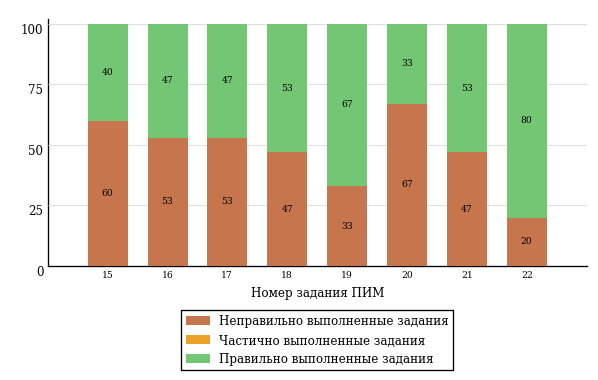 100
75
50
25
0
40 47 47 53 67 33 53 80
60 53 53 47 33 67 47 20
15 16 17 18 19 20 21 22
Номер задания ПИМ
Неправильно выполненные задания
Частично выполненные задания
Правильно выполненные задания